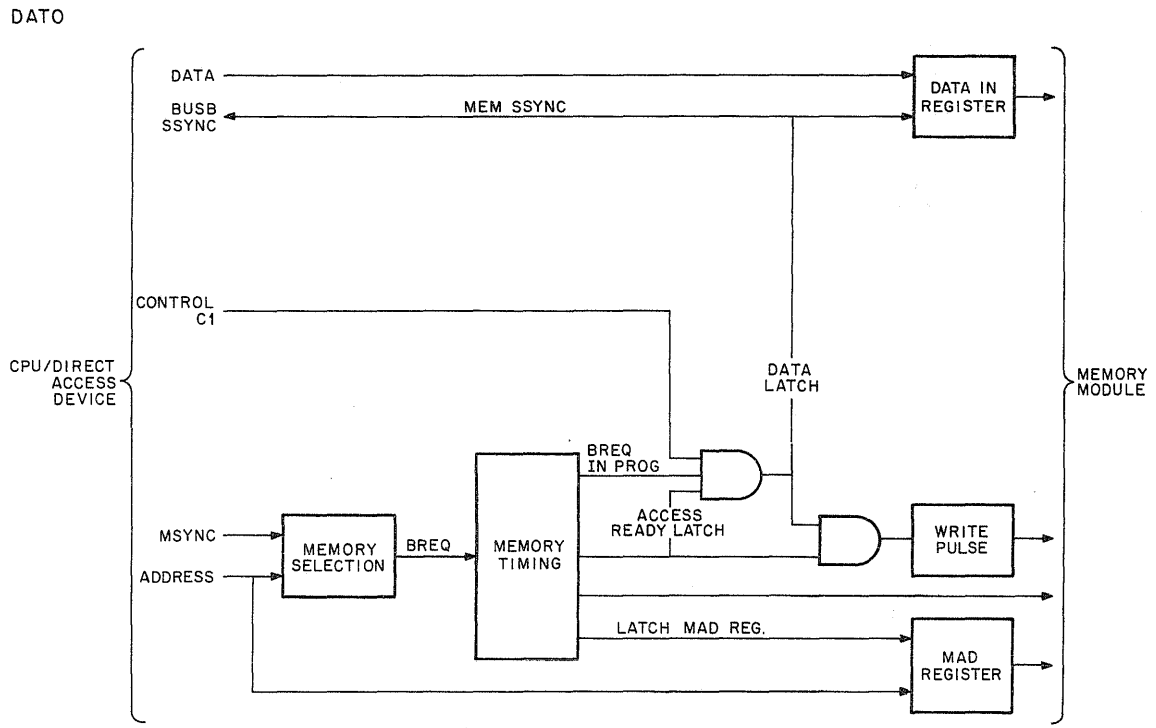 DATO
DATA
BUSB
SSYNC
MEM SSYNC
DATA IN
REGISTER
CONTROL
C1
CPU/DIRECT
ACCESS
DEVICE
DATA
LATCH
MEMORY
MODULE
BREQ
IN PROG
ACCESS
READY LATCH
MSYNC
ADDRESS
MEMORY
SELECTION
BREQ
MEMORY
TIMING
WRITE
PULSE
LATCH MAD REG.
MAD
REGISTER